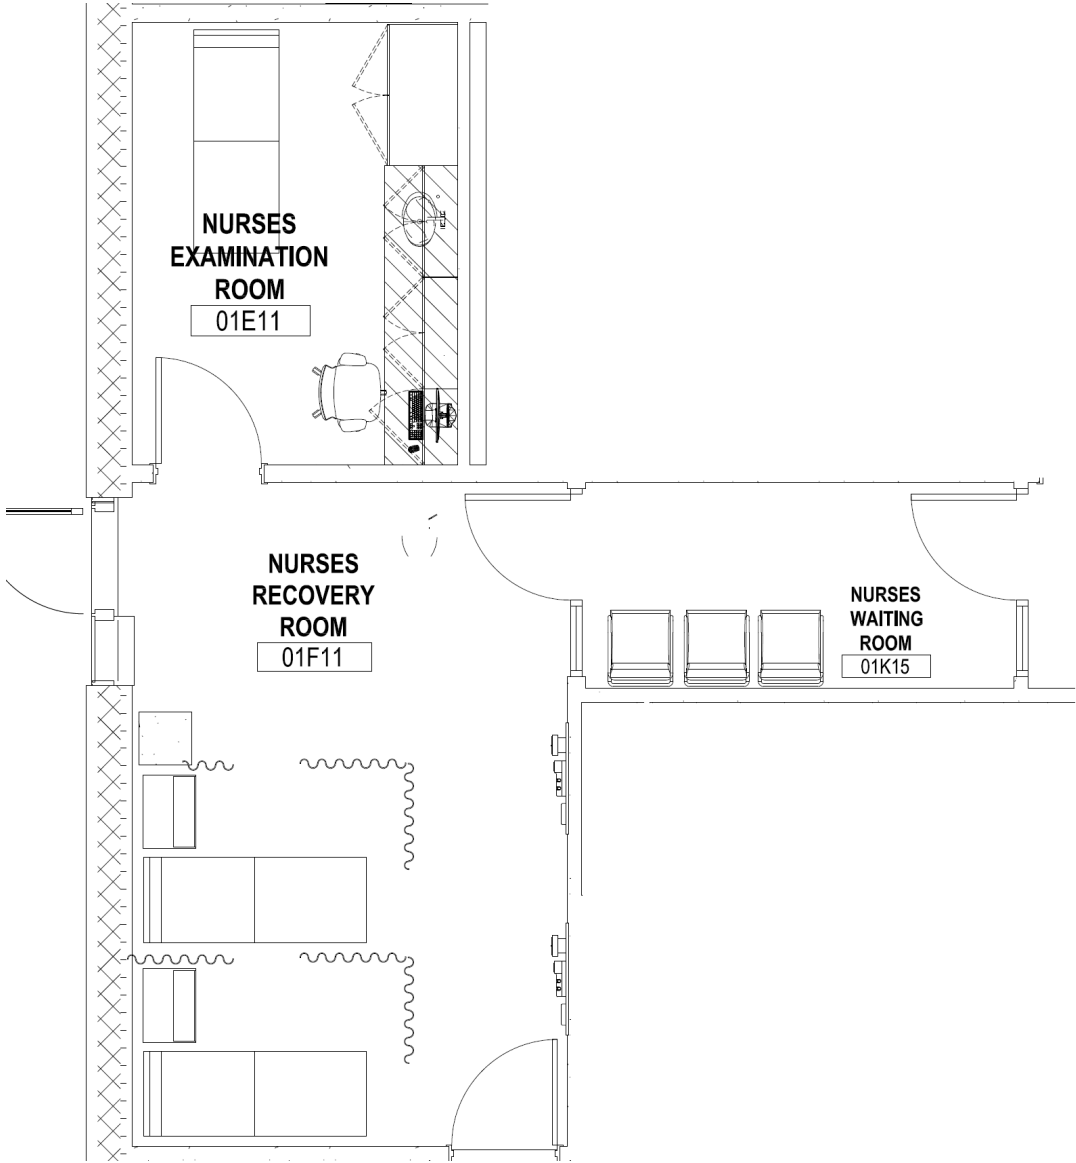 NURSES
EXAMINATION
ROOM
01E11
NURSES
RECOVERY
ROOM
01F11
NURSES
WAITING
ROOM
01K15